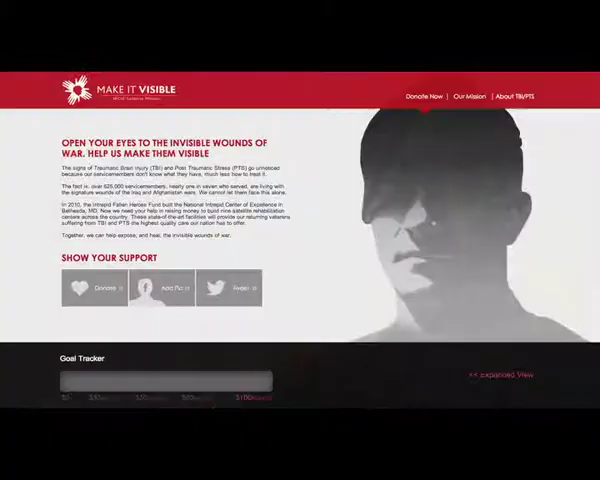 MAKE IT VISIBLE
Donate Now | Our Mission | About TBI/PTS
OPEN YOUR EYES TO THE INVISIBLE WOUNDS OF
WAR. HELP US MAKE THEM VISIBLE
The signs of Traumatic Brain Injury (TBI) and Post Traumatic Stress (PTS) go unnoticed
because our servicemembers don't know what they have, much less how to treat it.
The fact is, over 625,000 servicemembers, nearly one in seven who served, are living with
the signature wounds of the Iraq and Afghanistan wars. We cannot let them face this alone.
In 2010, the Intrepid Fallen Heroes Fund built the National Intrepid Center of Excellence in
Bethesda, MD. Now we need your help in raising money to build nine satellite rehabilitation
centers across the country. These state-of-the-art facilities will provide our returning veterans
suffering from TBI and PTS the highest quality care our nation has to offer.
Together, we can help expose, and heal, the invisible wounds of war.
SHOW YOUR SUPPORT
Donate
Add Pic
Tweet
Goal Tracker
<< Expanded View
$0
$100